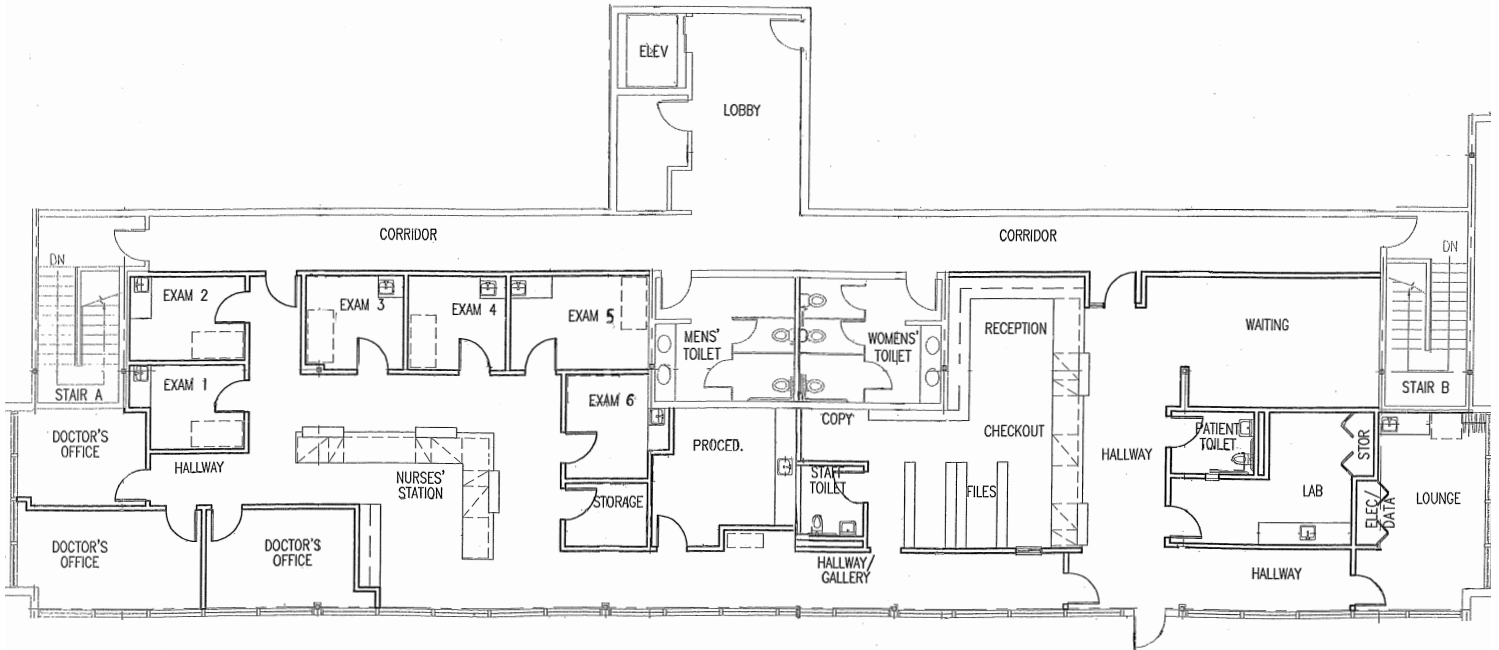 ELEV
LOBBY
CORRIDOR
CORRIDOR
DN
DN
EXAM 2
EXAM 3
EXAM 4
EXAM 5
MENS'
TOILET
WOMENS'
TOILET
RECEPTION
WAITING
STAIR A
EXAM 1
EXAM 6
STAIR B
DOCTOR'S
OFFICE
HALLWAY
NURSES'
STATION
STORAGE
PROCED.
COPY
CHECKOUT
STAFF
TOILET
FILES
HALLWAY
PATIENT
TOILET
LAB
STOR
ELEC/
DATA
LOUNGE
DOCTOR'S
OFFICE
DOCTOR'S
OFFICE
HALLWAY/
GALLERY
HALLWAY